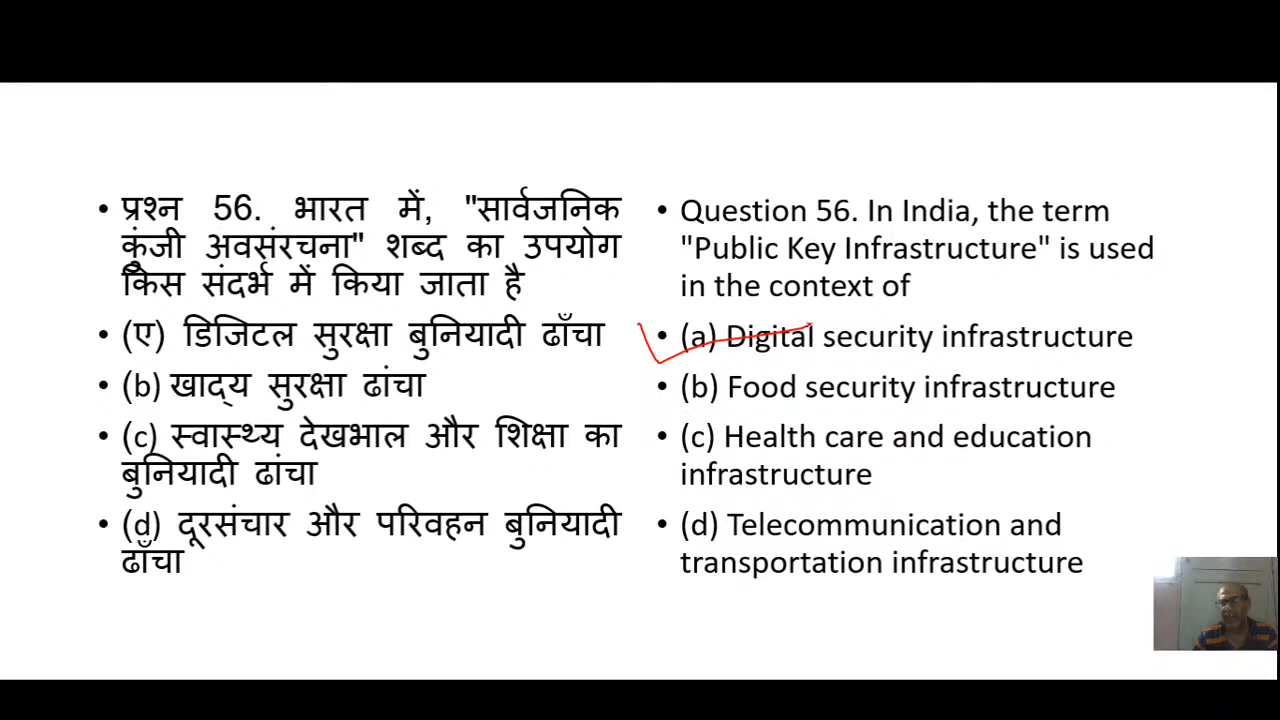 • प्रश्न 56. भारत में, "सार्वजनिक
कुंजी अवसंरचना" शब्द का उपयोग
किस संदर्भ में किया जाता है
• (ए) डिजिटल सुरक्षा बुनियादी ढाँचा
• (b) खाद्य सुरक्षा ढांचा
• (c) स्वास्थ्य देखभाल और शिक्षा का
बुनियादी ढांचा
• (d) दूरसंचार और परिवहन बुनियादी
ढाँचा
• Question 56. In India, the term
"Public Key Infrastructure" is used
in the context of
• (a) Digital security infrastructure
• (b) Food security infrastructure
• (c) Health care and education
infrastructure
• (d) Telecommunication and
transportation infrastructure